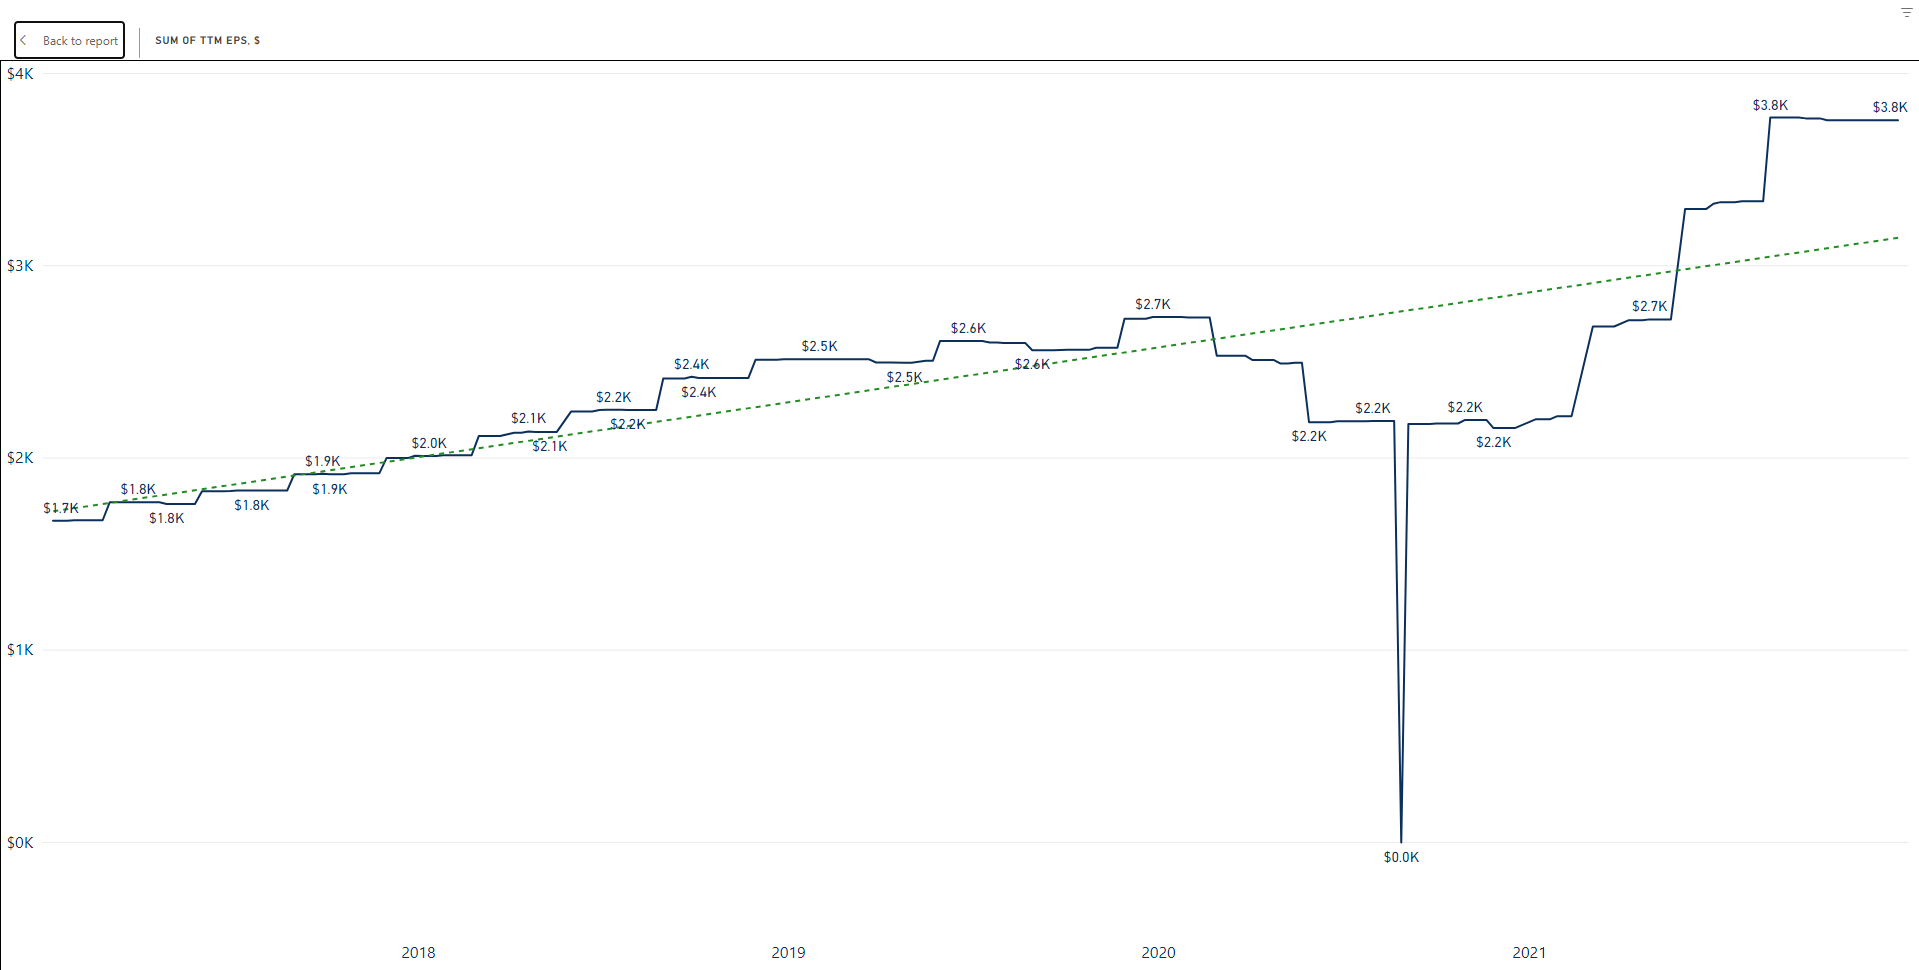 Back to report
SUM OF TTM EPS, $
$4K
$3.8K
$3.8K
$3K
$2.7K
$2.7K
$2.6K
$2.5K
$2.4K
$2.6K
$2.5K
$2.4K
$2.2K
$2.2K
$2.2K
$2.1K
$2.2K
$2.2K
$2.2K
$2.0K
$2.1K
$2K
$1.9K
$1.8K
$1.9K
$1.7K
$1.8K
$1.8K
$1K
$0K
$0.0K
2018
2019
2020
2021